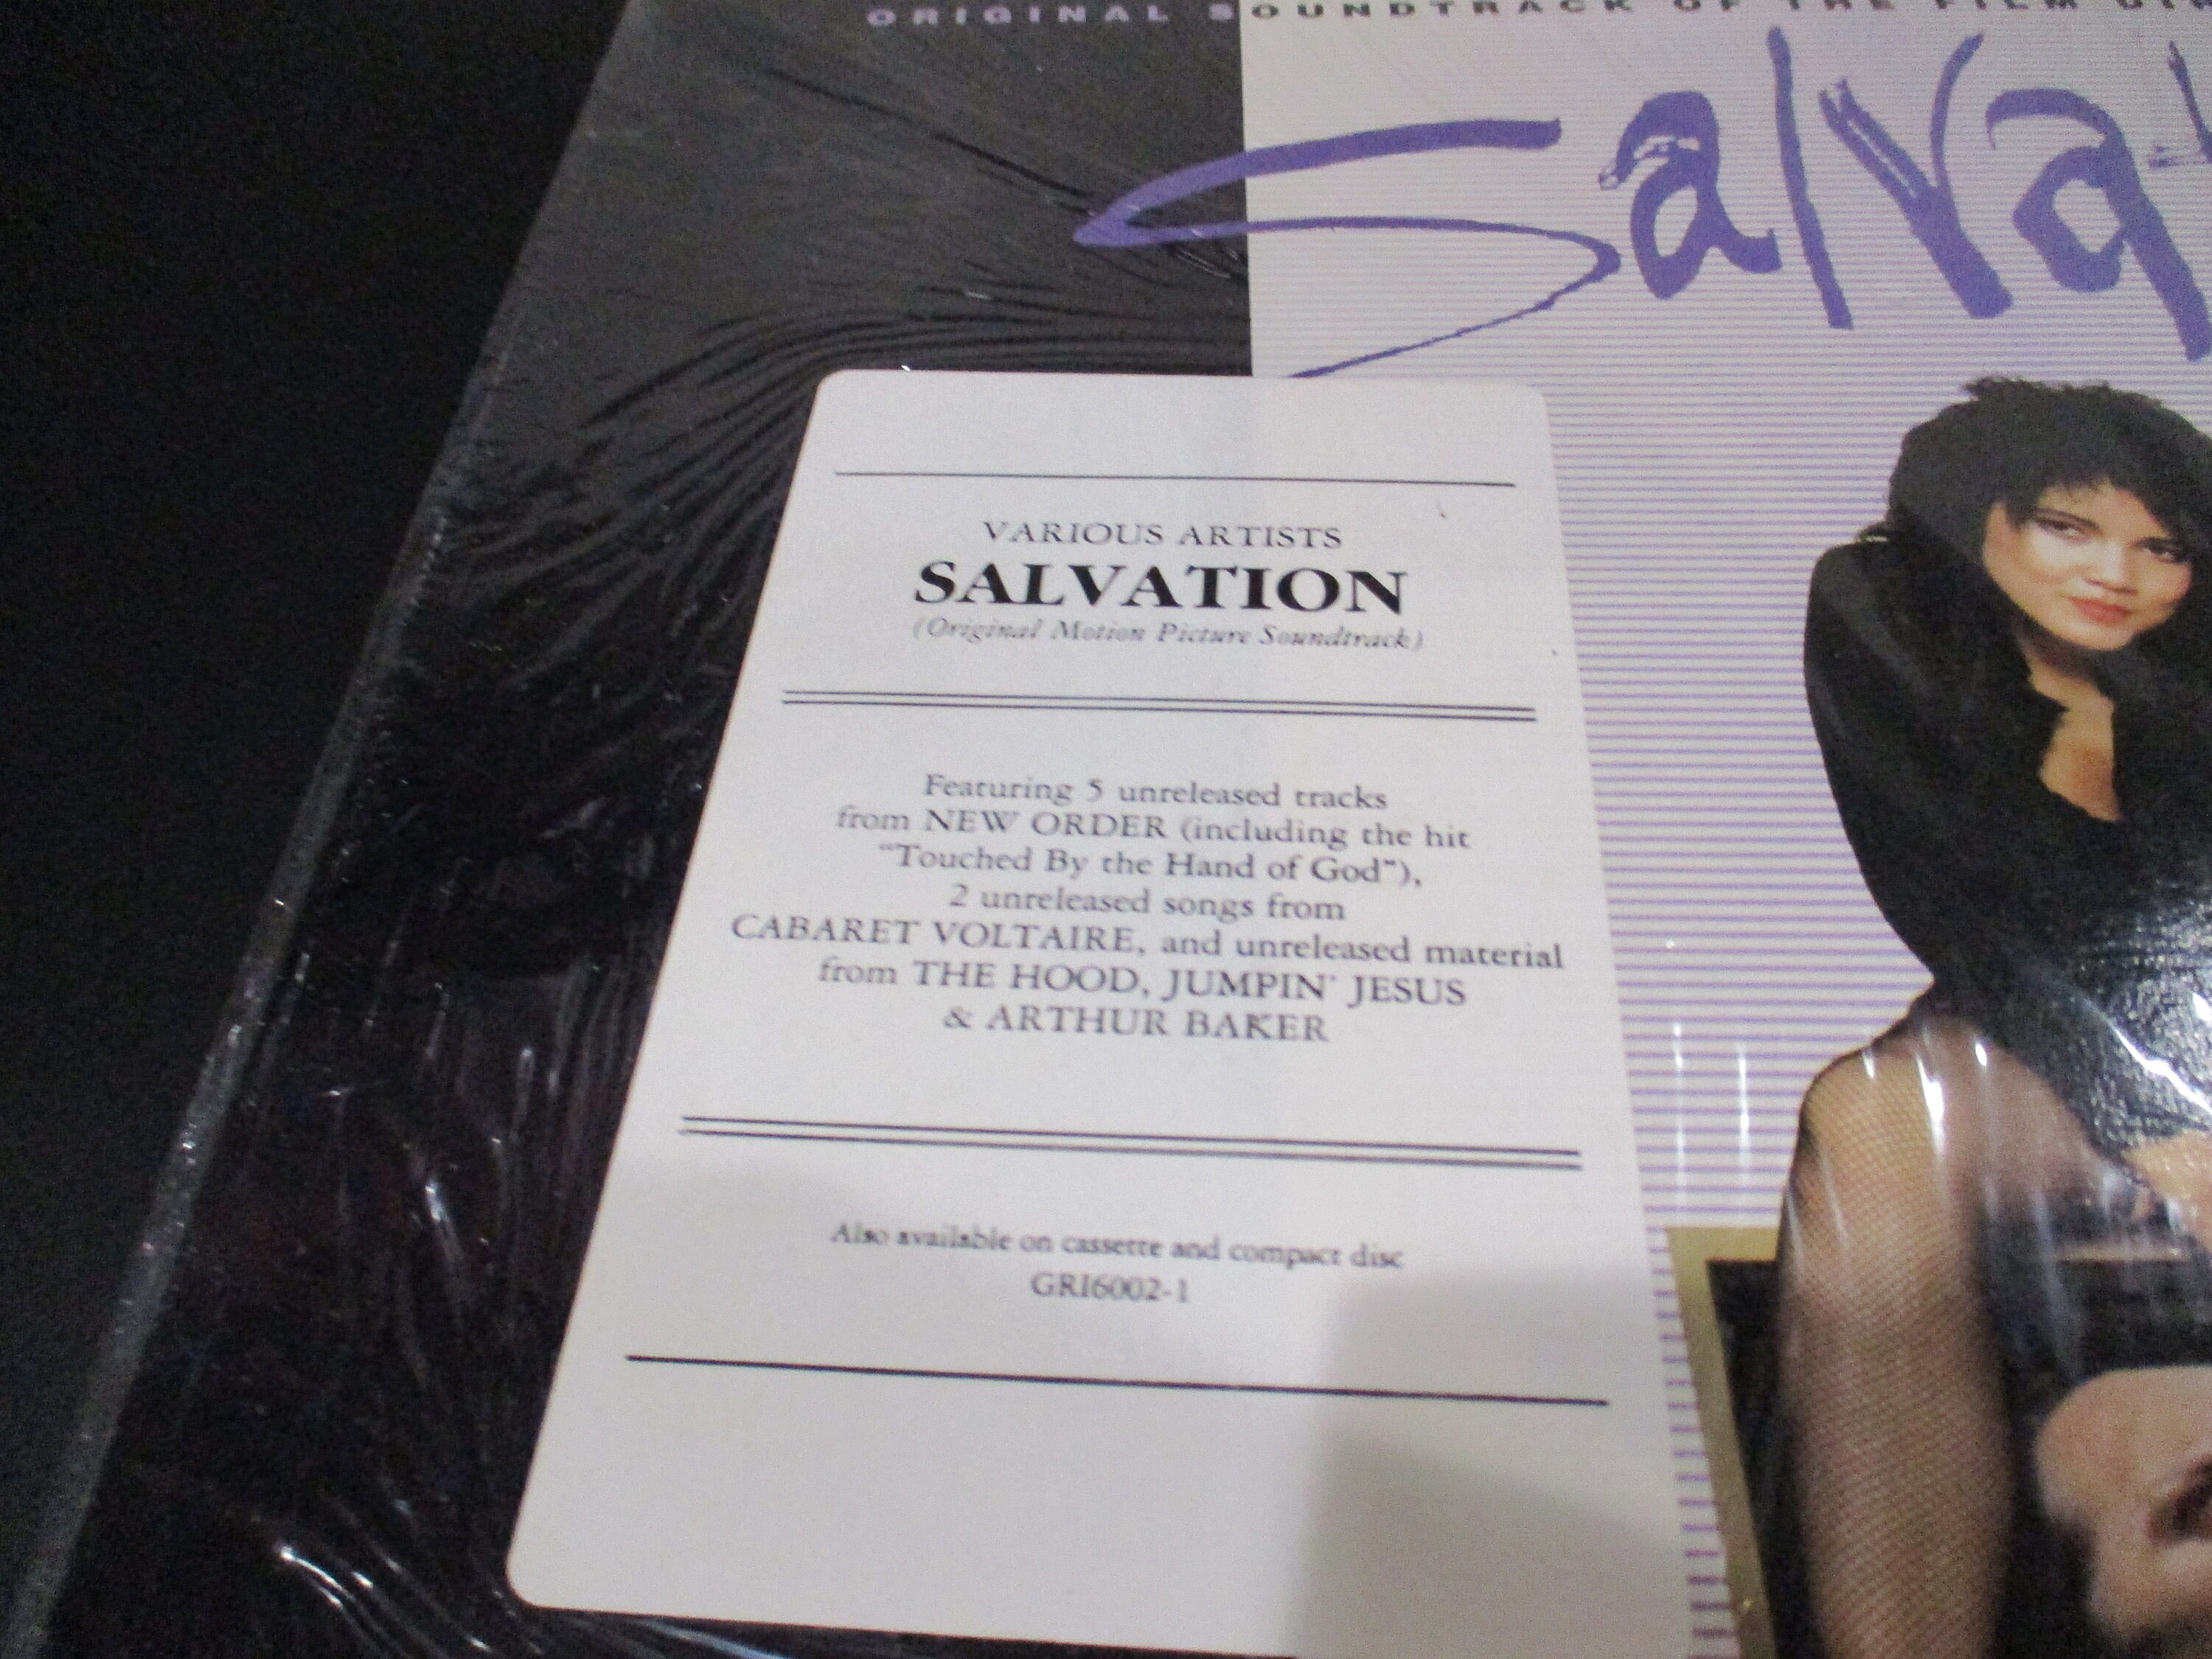 ORIGINAL SOUNDTRACK OF THE FILM
Salva
VARIOUS ARTISTS
SALVATION
(Original Motion Picture Soundtrack)
Featuring 5 unreleased tracks
from NEW ORDER (including the hit
"Touched By the Hand of God"),
2 unreleased songs from
CABARET VOLTAIRE, and unreleased material
from THE HOOD, JUMPIN' JESUS
& ARTHUR BAKER
Also available on cassette and compact disc
GRI6002-1